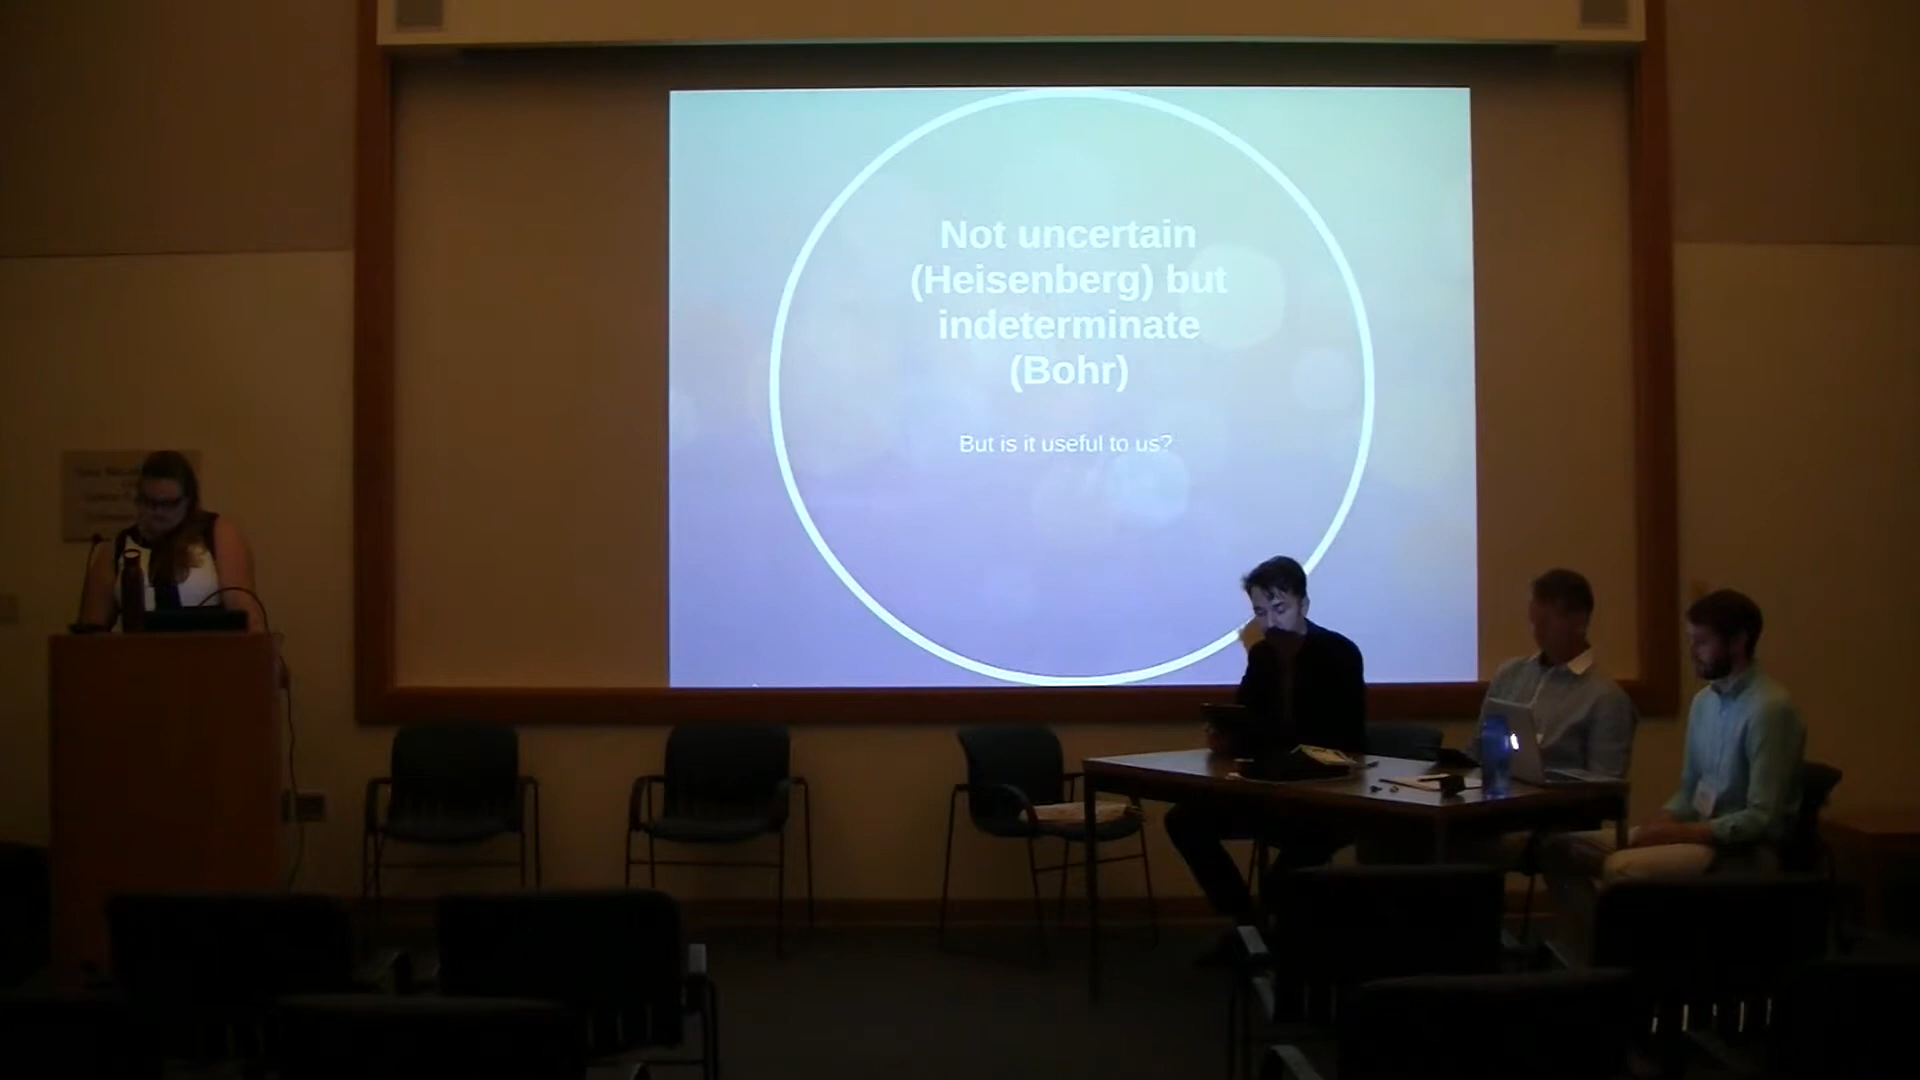 Not uncertain
(Heisenberg) but
indeterminate
(Bohr)
But is it useful to us?